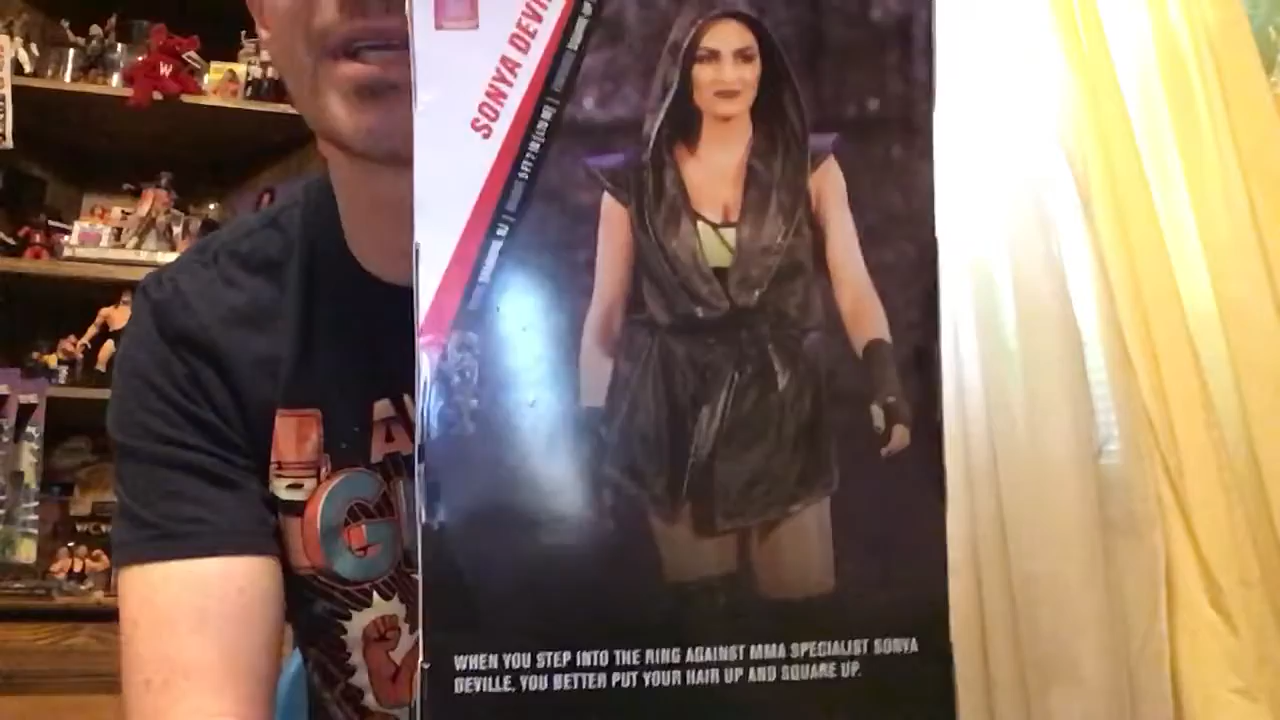 SONYA DEVI
WHEN YOU STEP INTO THE RING AGAINST MMA SPECIALIST SONYA
DEVILLE, YOU BETTER PUT YOUR HAIR UP AND SQUARE UP.
W
WCW
A
G